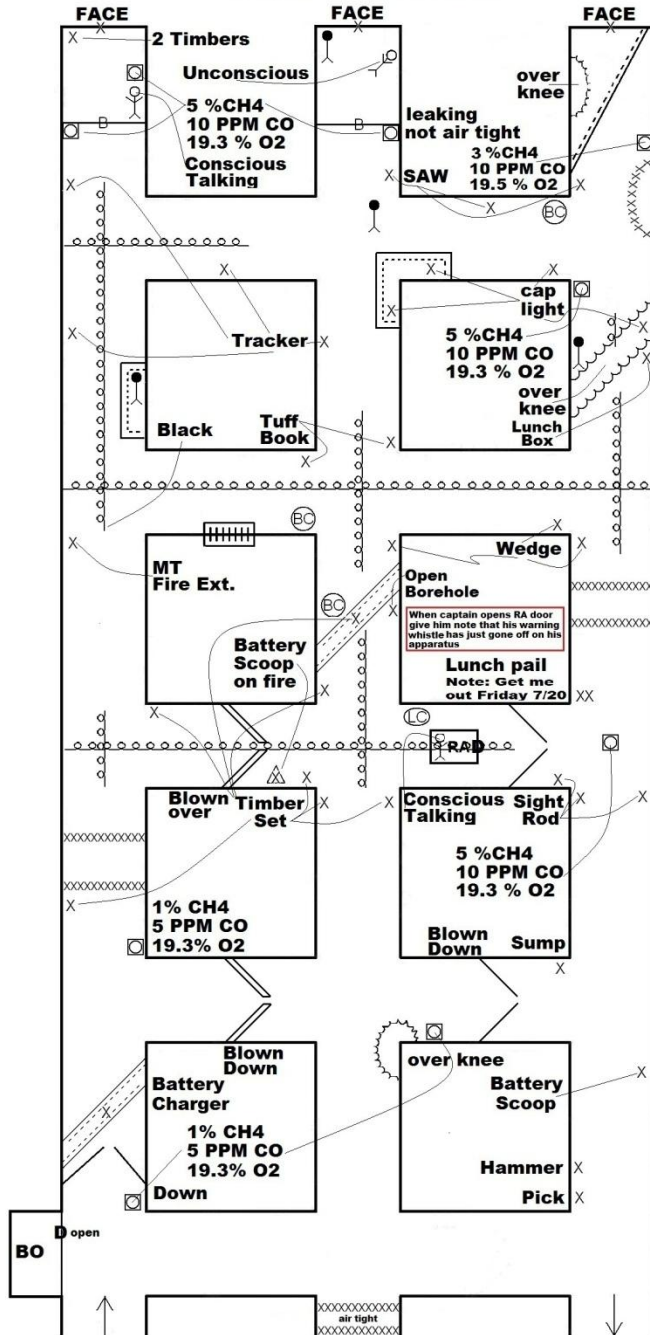 FACE
FACE
FACE
X
X
X
X
2 Timbers
Unconscious
5 %CH4
10 PPM CO
19.3 % O2
Conscious
Talking
B
B
over
knee
leaking
not air tight
3 %CH4
10 PPM CO
19.5 % O2
SAW
X
X
X
X
BC
X
X
X
cap
light
X
Tracker
X
X
X
5 %CH4
10 PPM CO
19.3 % O2
X
X
over
knee
Lunch
Box
Black
Tuff
Book
X
X
BC
X
MT
Fire Ext.
X
X
X
Wedge
Open
Borehole
X
BC
X
When captain opens RA door
give him note that his warning
whistle has just gone off on his
apparatus
Battery
Scoop
on fire
X
Lunch pail
Note: Get me
out Friday 7/20
XX
X
LC
RAD
X
X
X
Blown
over
Timber
Set
X
X
Conscious
Talking
Sight
Rod
X
X
5 %CH4
10 PPM CO
19.3 % O2
X
1% CH4
5 PPM CO
19.3% O2
Blown
Down
Sump
X
Blown
Down
over knee
Battery
Charger
X
Battery
Scoop
X
1% CH4
5 PPM CO
19.3% O2
Down
Hammer X
Pick X
D open
BO
air tight